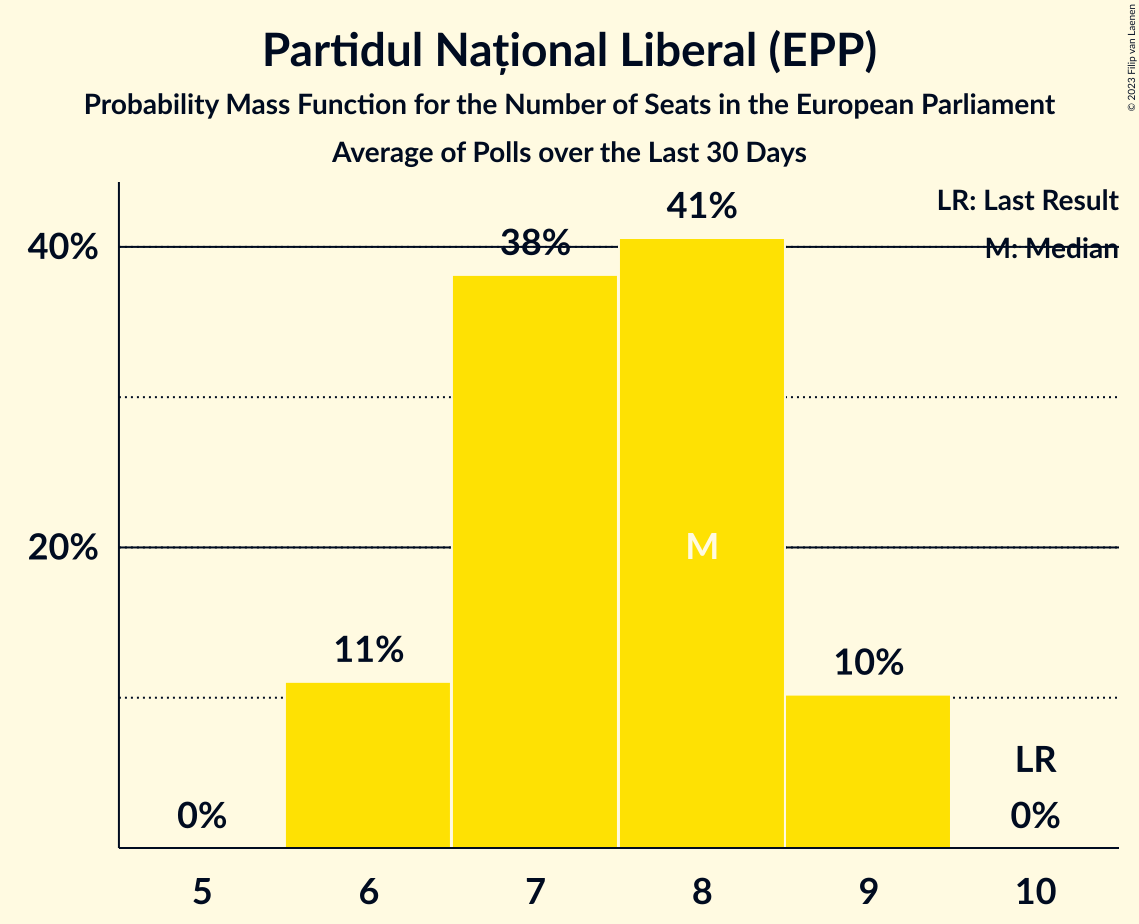 Partidul Național Liberal (EPP)
Probability Mass Function for the Number of Seats in the European Parliament
Average of Polls over the Last 30 Days
© 2023 Filip van Laenen
LR: Last Result
M: Median
41%
38%
40%
20%
M
11%
10%
LR
0%
0%
5 6 7 8 9 10